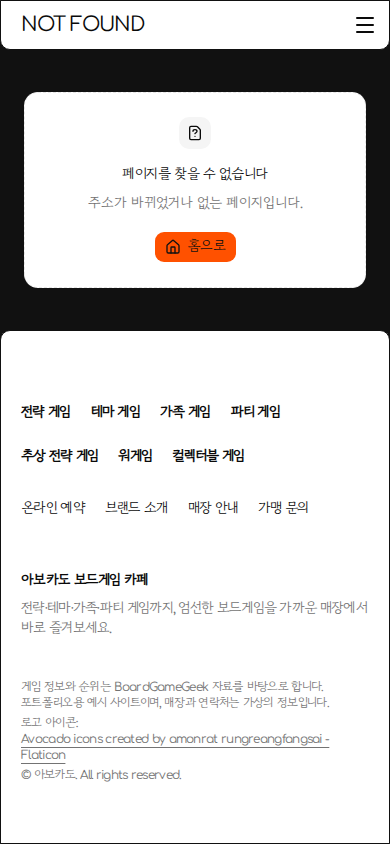 NOT FOUND
페이지를 찾을 수 없습니다
주소가 바뀌었거나 없는 페이지입니다.
홈으로
전략 게임 테마 게임 가족 게임 파티 게임
추상 전략 게임 워게임 컬렉터블 게임
온라인 예약 브랜드 소개 매장 안내 가맹 문의
아보카도 보드게임 카페
전략·테마·가족·파티 게임까지, 엄선한 보드게임을 가까운 매장에서
바로 즐겨보세요.
게임 정보와 순위는 BoardGameGeek 자료를 바탕으로 합니다.
포트폴리오용 예시 사이트이며, 매장과 연락처는 가상의 정보입니다.
로고 아이콘:
Avocado icons created by amonrat rungreangfangsai -
Flaticon
© 아보카도. All rights reserved.